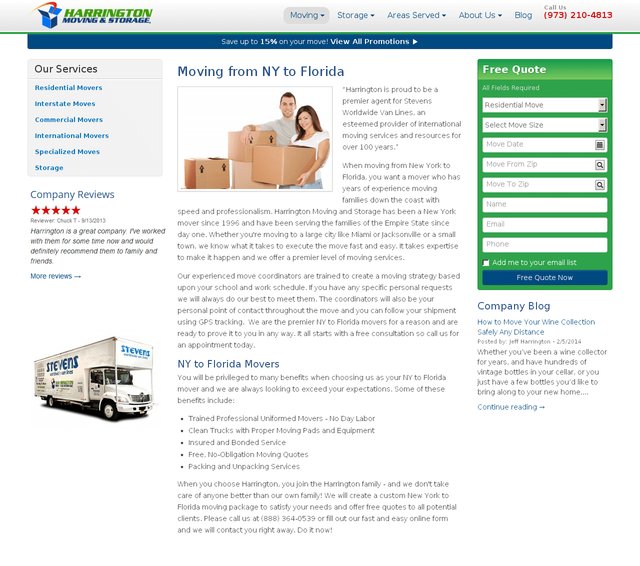 HARRINGTON
MOVING & STORAGE.
Moving
Storage
Areas Served
About Us
Blog
Call Us
(973) 210-4813
Save up to 15% on your move! View All Promotions
Our Services
Residential Movers
Interstate Moves
Commercial Movers
International Movers
Specialized Moves
Storage
Company Reviews
Reviewer: Chuck T - 9/13/2013
Harrington is a great company. I've worked
with them for some time now and would
definitely recommend them to family and
friends.
More reviews →
STEVENS
STEVENS
Moving from NY to Florida
"Harrington is proud to be a
premier agent for Stevens
Worldwide Van Lines, an
esteemed provider of international
moving services and resources for
over 100 years."
When moving from New York to
Florida, you want a mover who has
years of experience moving
families down the coast with
speed and professionalism. Harrington Moving and Storage has been a New York
mover since 1996 and have been serving the families of the Empire State since
day one. Whether you're moving to a large city like Miami or Jacksonville or a small
town, we know what it takes to execute the move fast and easy. It takes expertise
to make it happen and we offer a premier level of moving services.
Our experienced move coordinators are trained to create a moving strategy based
upon your school and work schedule. If you have any specific personal requests
we will always do our best to meet them. The coordinators will also be your
personal point of contact throughout the move and you can follow your shipment
using GPS tracking.  We are the premier NY to Florida movers for a reason and are
ready to prove it to you in any way. It all starts with a free consultation so call us for
an appointment today.
NY to Florida Movers
You will be privileged to many benefits when choosing us as your NY to Florida
mover and we are always looking to exceed your expectations. Some of these
benefits include:
• Trained Professional Uniformed Movers - No Day Labor
• Clean Trucks with Proper Moving Pads and Equipment
• Insured and Bonded Service
• Free, No-Obligation Moving Quotes
• Packing and Unpacking Services
When you choose Harrington, you join the Harrington family - and we don't take
care of anyone better than our own family! We will create a custom New York to
Florida moving package to satisfy your needs and offer free quotes to all potential
clients. Please call us at (888) 364-0539 or fill out our fast and easy online form
and we will contact you right away. Do it now!
Free Quote
All Fields Required
Residential Move
Select Move Size
Move Date
Move From Zip
Move To Zip
Name
Email
Phone
Add me to your email list
Free Quote Now
Company Blog
How to Move Your Wine Collection
Safely Any Distance
Posted by: Jeff Harrington - 2/5/2014
Whether you've been a wine collector
for years, and have hundreds of
vintage bottles in your cellar, or you
just have a few bottles you'd like to
bring along to your new home....
Continue reading →